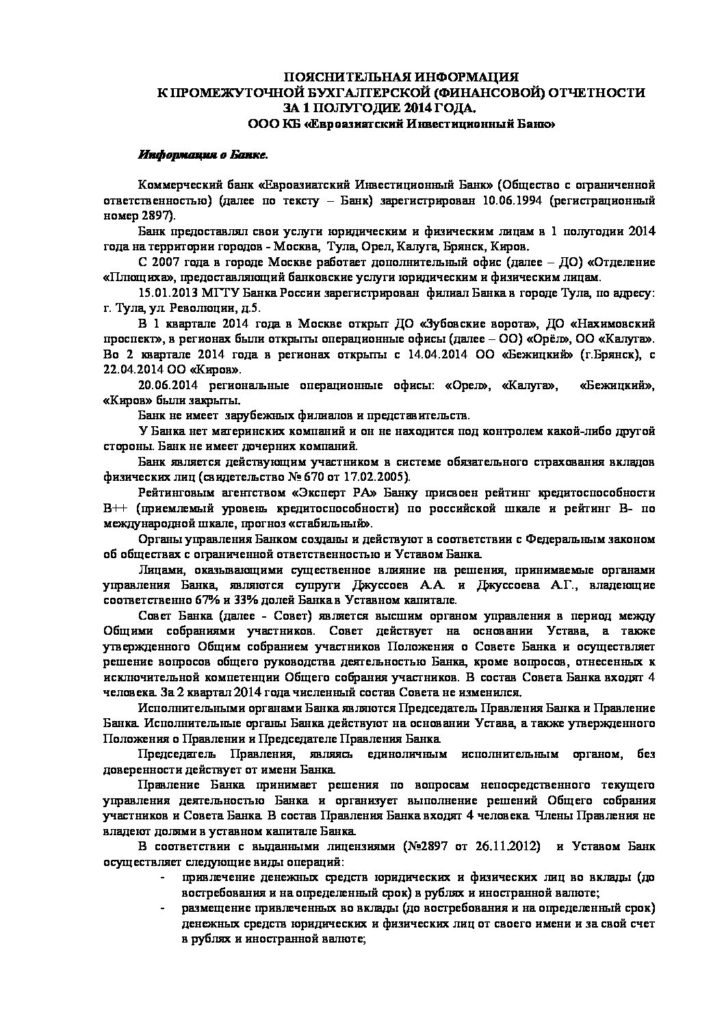 ПОЯСНИТЕЛЬНАЯ ИНФОРМАЦИЯ
К ПРОМЕЖУТОЧНОЙ БУХГАЛТЕРСКОЙ (ФИНАНСОВОЙ) ОТЧЕТНОСТИ
ЗА 1 ПОЛУГОДИЕ 2014 ГОДА.
ООО КБ «Евроазиатский Инвестиционный Банк»
Информация о Банке.
Коммерческий банк «Евроазиатский Инвестиционный Банк» (Общество с ограниченной
ответственностью) (далее по тексту – Банк) зарегистрирован 10.06.1994 (регистрационный
номер 2897).
Банк предоставлял свои услуги юридическим и физическим лицам в 1 полугодии 2014
года на территории городов - Москва, Тула, Орел, Калуга, Брянск, Киров.
С 2007 года в городе Москве работает дополнительный офис (далее – ДО) «Отделение
«Плющиха», предоставляющий банковские услуги юридическим и физическим лицам.
15.01.2013 МГТУ Банка России зарегистрирован филиал Банка в городе Тула, по адресу:
г. Тула, ул. Революции, д.5.
В 1 квартале 2014 года в Москве открыт ДО «Зубовские ворота», ДО «Нахимовский
проспект», в регионах были открыты операционные офисы (далее – ОО) «Орёл», ОО «Калуга».
Во 2 квартале 2014 года в регионах открыты с 14.04.2014 ОО «Бежицкий» (г.Брянск), с
22.04.2014 ОО «Киров».
20.06.2014 региональные операционные офисы: «Орел», «Калуга», «Бежицкий»,
«Киров» были закрыты.
Банк не имеет зарубежных филиалов и представительств.
У Банка нет материнских компаний и он не находится под контролем какой-либо другой
стороны. Банк не имеет дочерних компаний.
Банк является действующим участником в системе обязательного страхования вкладов
физических лиц (свидетельство № 670 от 17.02.2005).
Рейтинговым агентством «Эксперт РА» Банку присвоен рейтинг кредитоспособности
В++ (приемлемый уровень кредитоспособности) по российской шкале и рейтинг В- по
международной шкале, прогноз «стабильный».
Органы управления Банком созданы и действуют в соответствии с Федеральным законом
об обществах с ограниченной ответственностью и Уставом Банка.
Лицами, оказывающими существенное влияние на решения, принимаемые органами
управления Банка, являются супруги Джуссоев А.А. и Джуссоева А.Г., владеющие
соответственно 67% и 33% долей Банка в Уставном капитале.
Совет Банка (далее - Совет) является высшим органом управления в период между
Общими собраниями участников. Совет действует на основании Устава, а также
утвержденного Общим собранием участников Положения о Совете Банка и осуществляет
решение вопросов общего руководства деятельностью Банка, кроме вопросов, отнесенных к
исключительной компетенции Общего собрания участников. В состав Совета Банка входят 4
человека. За 2 квартал 2014 года численный состав Совета не изменился.
Исполнительными органами Банка являются Председатель Правления Банка и Правление
Банка. Исполнительные органы Банка действуют на основании Устава, а также утвержденного
Положения о Правлении и Председателе Правления Банка.
Председатель Правления, являясь единоличным исполнительным органом, без
доверенности действует от имени Банка.
Правление Банка принимает решения по вопросам непосредственного текущего
управления деятельностью Банка и организует выполнение решений Общего собрания
участников и Совета Банка. В состав Правления Банка входят 4 человека. Члены Правления не
владеют долями в уставном капитале Банка.
В соответствии с выданными лицензиями (№2897 от 26.11.2012) и Уставом Банк
осуществляет следующие виды операций:
- привлечение денежных средств юридических и физических лиц во вклады (до
востребования и на определенный срок) в рублях и иностранной валюте;
- размещение привлеченных во вклады (до востребования и на определенный срок)
денежных средств юридических и физических лиц от своего имени и за свой счет
в рублях и иностранной валюте;